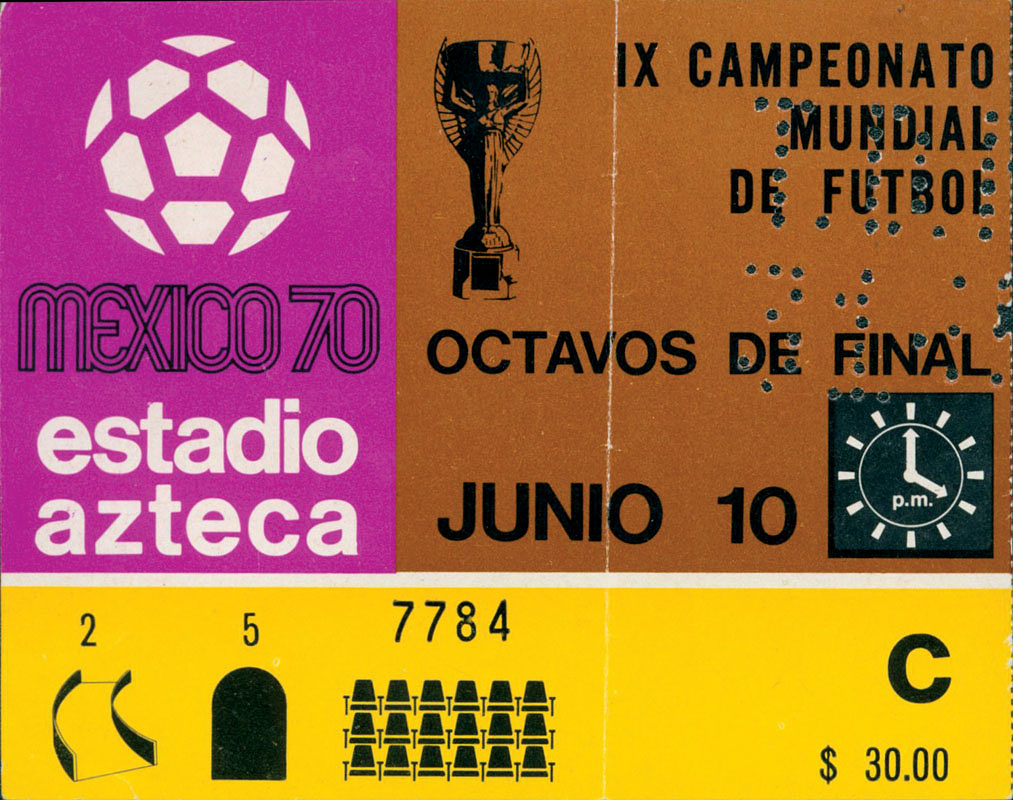 MEXICO 70
estadio
azteca
IX CAMPEONATO
MUNDIAL
DE FUTBOL
OCTAVOS DE FINAL
JUNIO 10
p.m.
2
5
7784
C
$ 30.00